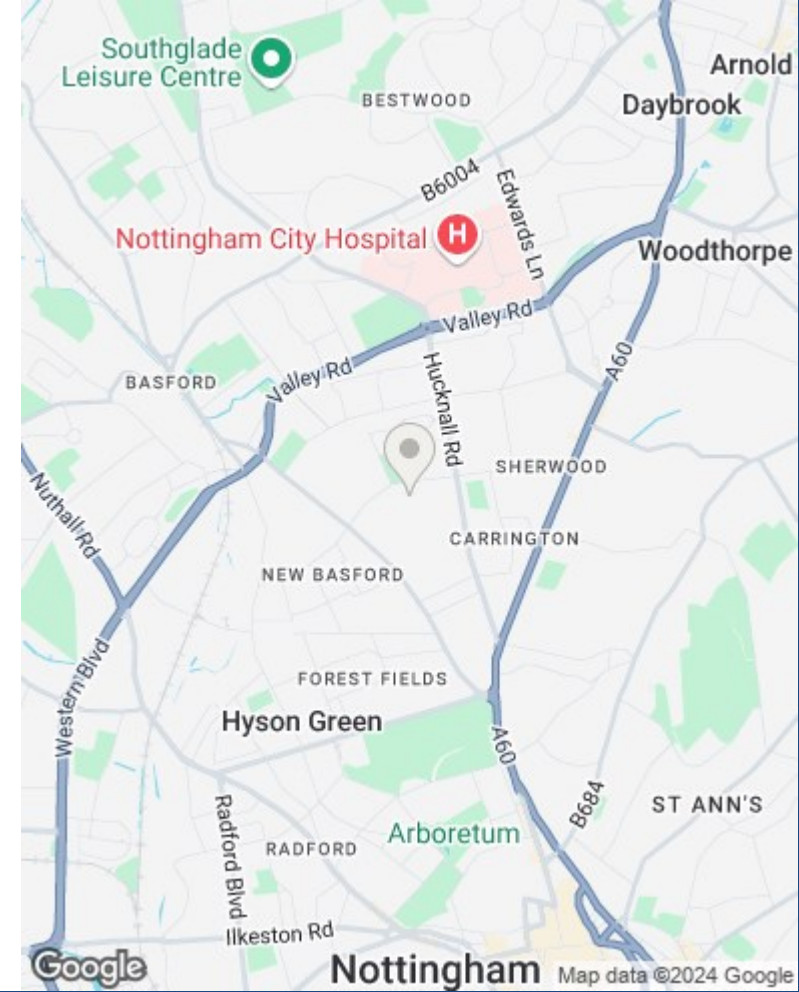 Southglade
Leisure Centre
Arnold
BESTWOOD
Daybrook
B6004
Edwards Ln
Nottingham City Hospital
H
Woodthorpe
Valley Rd
Valley Rd
A60
BASFORD
Hucknall Rd
SHERWOOD
Nuthall Rd
CARRINGTON
NEW BASFORD
FOREST FIELDS
Western Blvd
Hyson Green
A60
B684
ST ANN'S
Radford Blvd
Arboretum
RADFORD
Ilkeston Rd
Nottingham
Google
Map data ©2024 Google